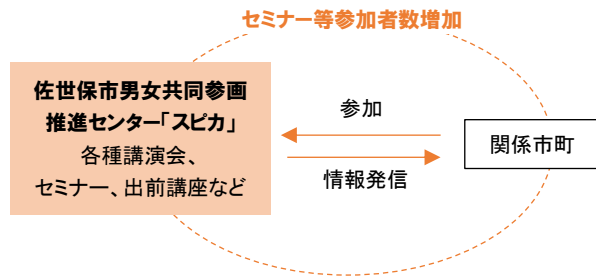 セミナー等参加者数増加
佐世保市男女共同参画
推進センター「スピカ」
各種講演会、
セミナー、出前講座など
参加
情報発信
関係市町